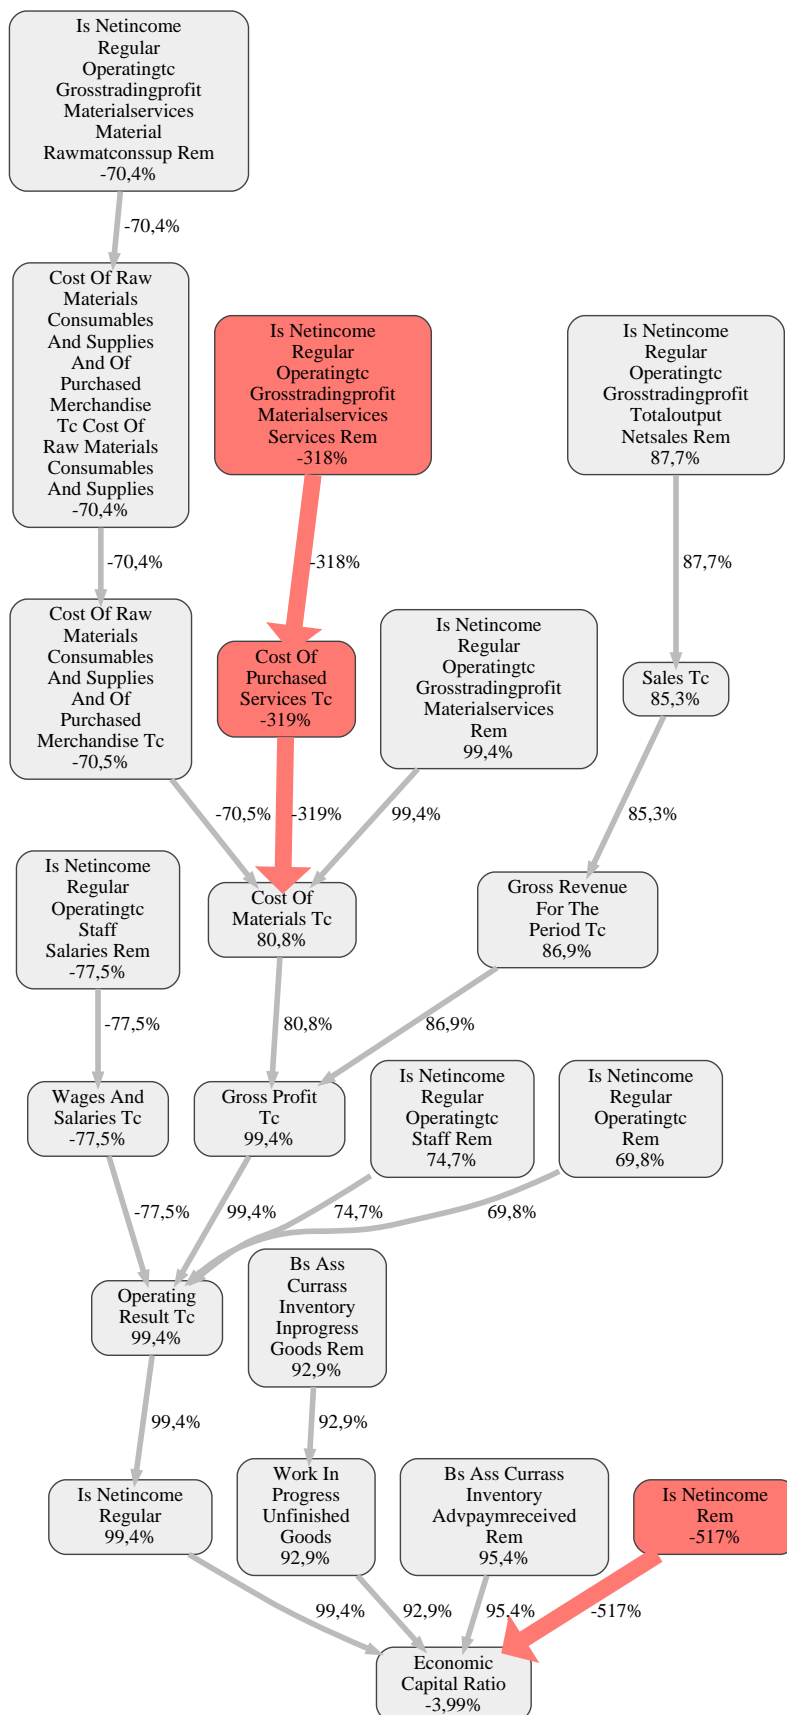 Is Netincome
Regular
Operatingtc
Grosstradingprofit
Materialservices
Material
Rawmatconssup Rem
-70,4%
-70,4%
Cost Of Raw
Materials
Consumables
And Supplies
And Of
Purchased
Merchandise
Tc Cost Of
Raw Materials
Consumables
And Supplies
-70,4%
Is Netincome
Regular
Operatingtc
Grosstradingprofit
Materialservices
Services Rem
-318%
Is Netincome
Regular
Operatingtc
Grosstradingprofit
Totaloutput
Netsales Rem
87,7%
-70,4%
-318%
87,7%
Cost Of Raw
Materials
Consumables
And Supplies
And Of
Purchased
Merchandise Tc
-70,5%
Cost Of
Purchased
Services Tc
-319%
Is Netincome
Regular
Operatingtc
Grosstradingprofit
Materialservices
Rem
99,4%
Sales Tc
85,3%
-70,5%
-319%
99,4%
85,3%
Is Netincome
Regular
Operatingtc
Staff
Salaries Rem
-77,5%
Cost Of
Materials Tc
80,8%
Gross Revenue
For The
Period Tc
86,9%
-77,5%
80,8%
86,9%
Wages And
Salaries Tc
-77,5%
Gross Profit
Tc
99,4%
Is Netincome
Regular
Operatingtc
Staff Rem
74,7%
Is Netincome
Regular
Operatingtc
Rem
69,8%
-77,5%
99,4%
74,7%
69,8%
Operating
Result Tc
99,4%
Bs Ass
Currass
Inventory
Inprogress
Goods Rem
92,9%
99,4%
92,9%
Is Netincome
Regular
99,4%
Work In
Progress
Unfinished
Goods
92,9%
Bs Ass Currass
Inventory
Advpaymreceived
Rem
95,4%
Is Netincome
Rem
-517%
99,4%
92,9%
95,4%
-517%
Economic
Capital Ratio
-3,99%